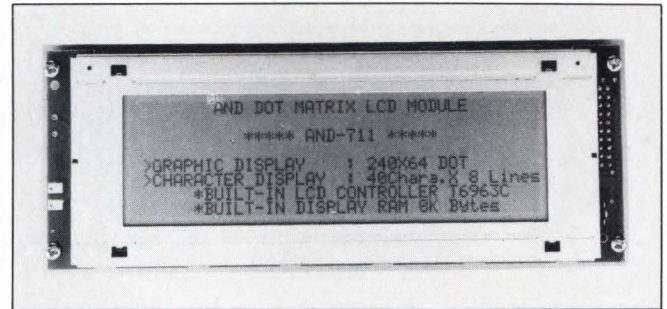 AND DOT MATRIX LCD MODULE
***** AND-711 *****
>GRAPHIC DISPLAY : 240X64 DOT
>CHARACTER DISPLAY : 40Chara.X 8 Lines
*BUILT-IN LCD CONTROLLER T6963C
*BUILT-IN DISPLAY RAM 8K Bytes